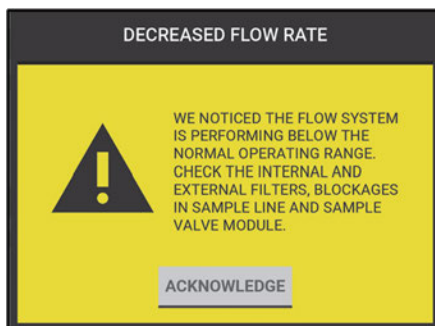 DECREASED FLOW RATE
WE NOTICED THE FLOW SYSTEM
IS PERFORMING BELOW THE
NORMAL OPERATING RANGE.
CHECK THE INTERNAL AND
EXTERNAL FILTERS, BLOCKAGES
IN SAMPLE LINE AND SAMPLE
VALVE MODULE.
ACKNOWLEDGE